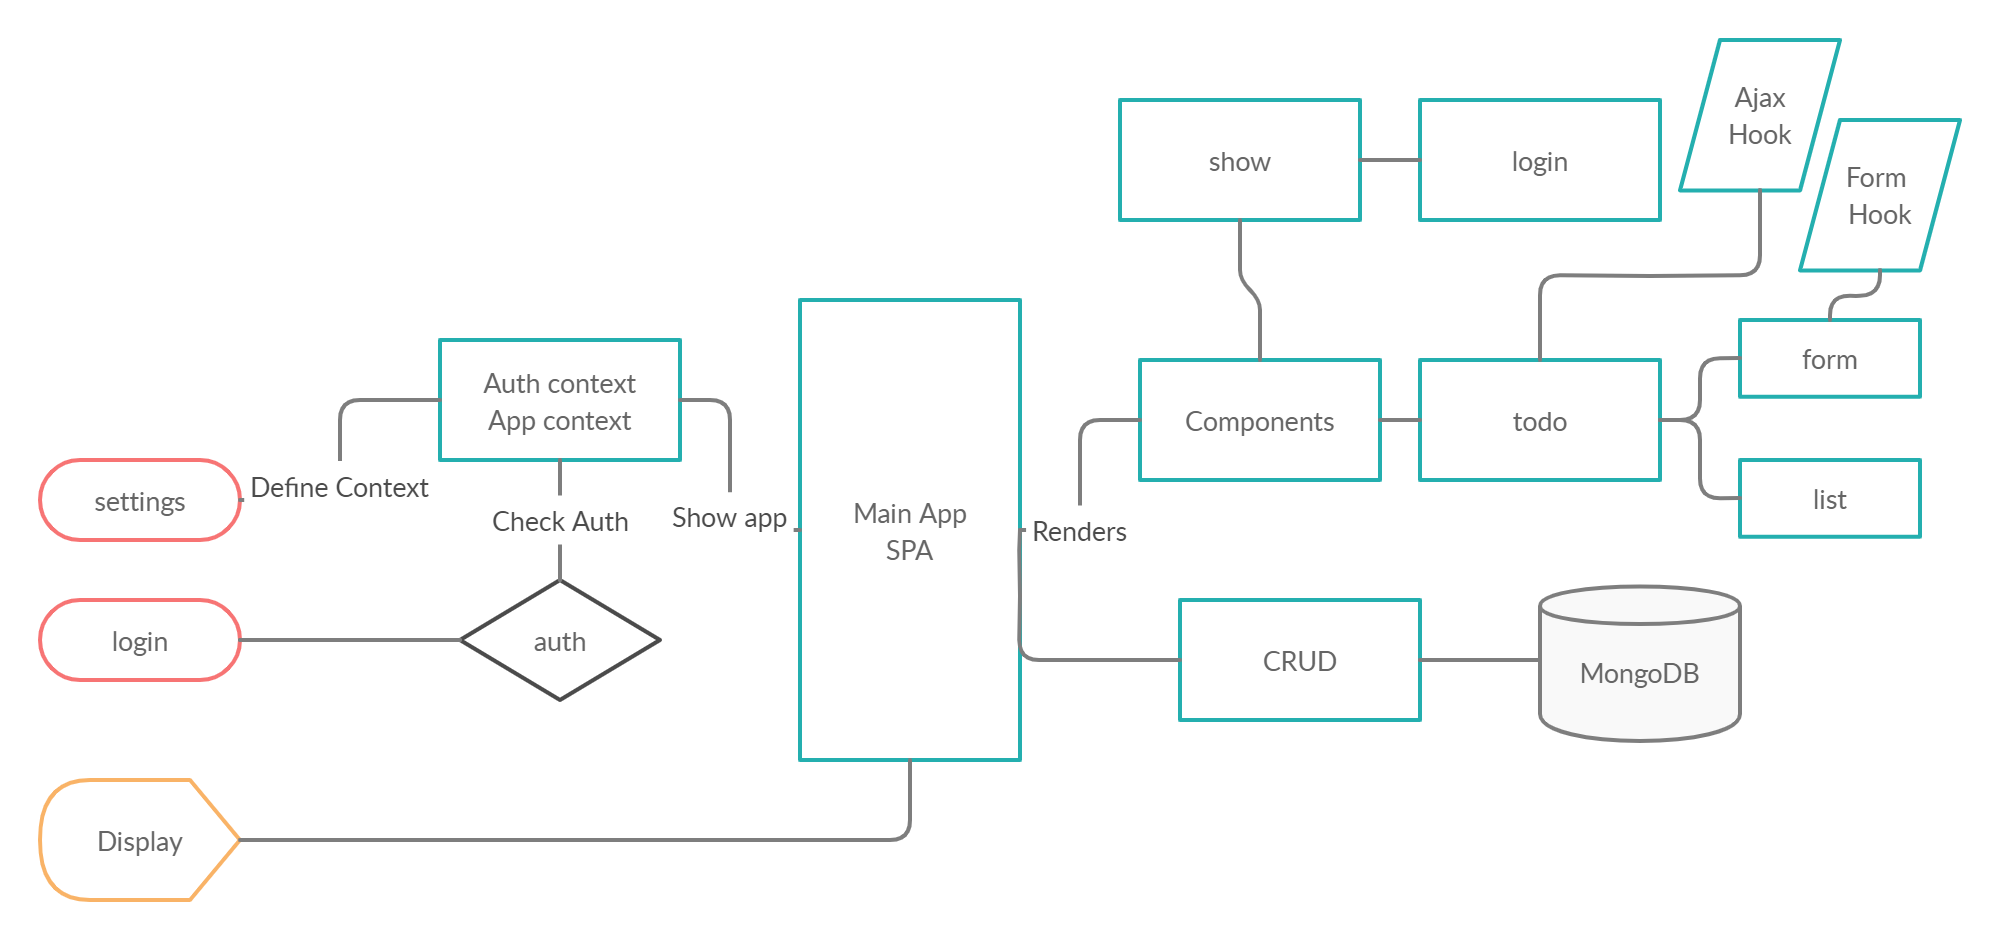 Ajax
Hook
show
login
Form
Hook
form
Auth context
App context
Components
todo
settings
Define Context
list
Check Auth
Show app
Main App
SPA
Renders
login
auth
CRUD
MongoDB
Display